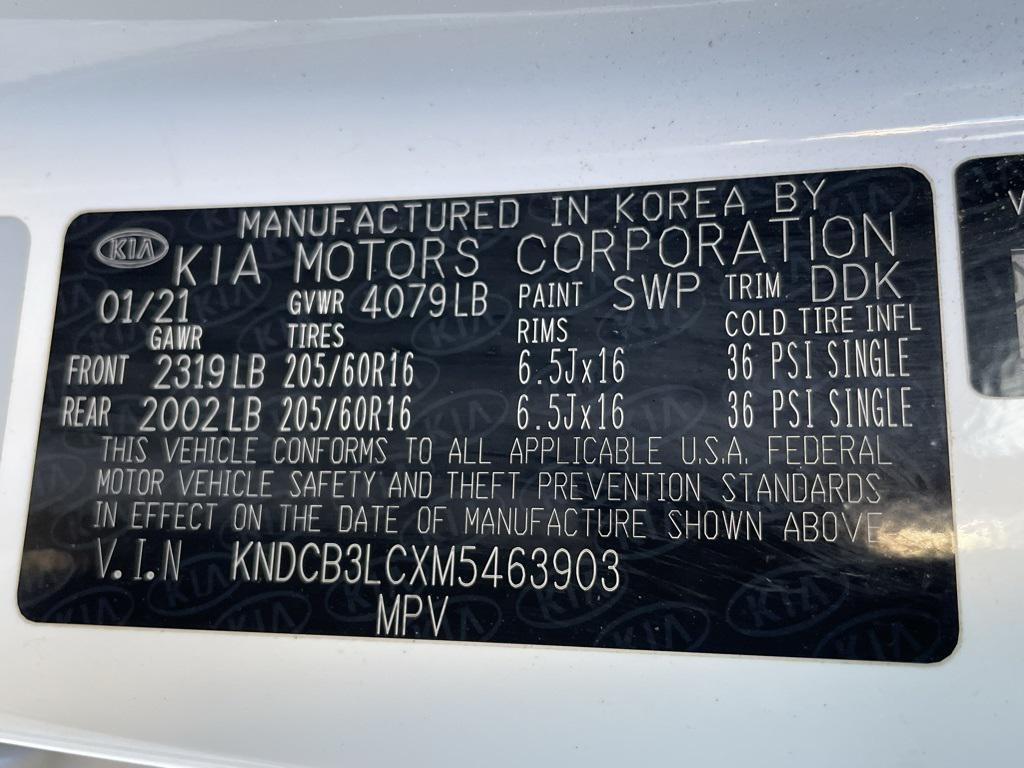 MANUFACTURED IN KOREA BY
KIA KIA MOTORS CORPORATION
01/21 GVWR 4079LB PAINT SWP TRIM DDK
GAWR TIRES RIMS COLD TIRE INFL
FRONT 2319LB 205/60R16 6.5Jx16 36 PSI SINGLE
REAR 2002LB 205/60R16 6.5Jx16 36 PSI SINGLE
THIS VEHICLE CONFORMS TO ALL APPLICABLE U.S.A. FEDERAL
MOTOR VEHICLE SAFETY AND THEFT PREVENTION STANDARDS
IN EFFECT ON THE DATE OF MANUFACTURE SHOWN ABOVE.
V.I.N KNDCB3LCXM5463903
MPV